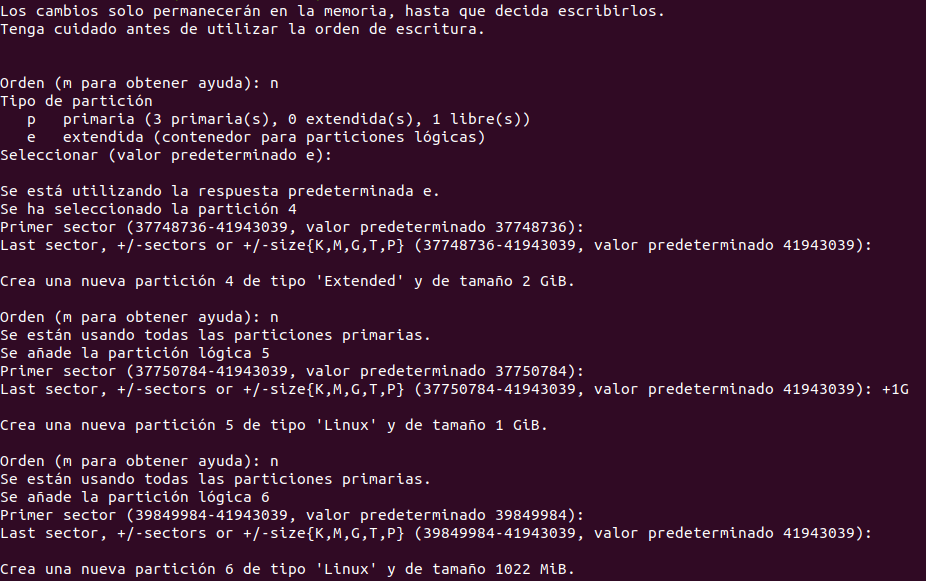 Los cambios solo permanecerán en la memoria, hasta que decida escribirlos.
Tenga cuidado antes de utilizar la orden de escritura.
Orden (m para obtener ayuda): n
Tipo de partición
p   primaria (3 primaria(s), 0 extendida(s), 1 libre(s))
e   extendida (contenedor para particiones lógicas)
Seleccionar (valor predeterminado e):
Se está utilizando la respuesta predeterminada e.
Se ha seleccionado la partición 4
Primer sector (37748736-41943039, valor predeterminado 37748736):
Last sector, +/-sectors or +/-size{K,M,G,T,P} (37748736-41943039, valor predeterminado 41943039):
Crea una nueva partición 4 de tipo 'Extended' y de tamaño 2 GiB.
Orden (m para obtener ayuda): n
Se están usando todas las particiones primarias.
Se añade la partición lógica 5
Primer sector (37750784-41943039, valor predeterminado 37750784):
Last sector, +/-sectors or +/-size{K,M,G,T,P} (37750784-41943039, valor predeterminado 41943039): +1G
Crea una nueva partición 5 de tipo 'Linux' y de tamaño 1 GiB.
Orden (m para obtener ayuda): n
Se están usando todas las particiones primarias.
Se añade la partición lógica 6
Primer sector (39849984-41943039, valor predeterminado 39849984):
Last sector, +/-sectors or +/-size{K,M,G,T,P} (39849984-41943039, valor predeterminado 41943039):
Crea una nueva partición 6 de tipo 'Linux' y de tamaño 1022 MiB.